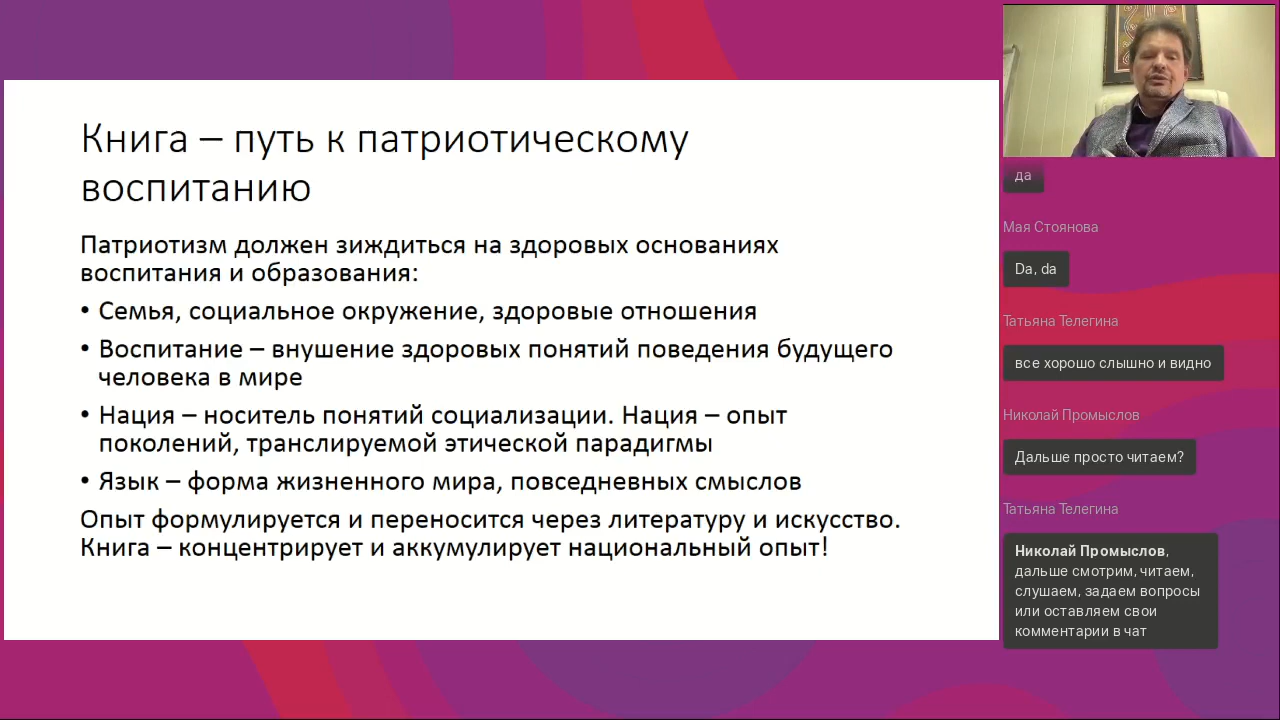 Книга – путь к патриотическому
воспитанию
Патриотизм должен зиждиться на здоровых основаниях
воспитания и образования:
• Семья, социальное окружение, здоровые отношения
• Воспитание – внушение здоровых понятий поведения будущего
человека в мире
• Нация – носитель понятий социализации. Нация – опыт
поколений, транслируемой этической парадигмы
• Язык – форма жизненного мира, повседневных смыслов
Опыт формулируется и переносится через литературу и искусство.
Книга – концентрирует и аккумулирует национальный опыт!
да
Мая Стоянова
Da, da
Татьяна Телегина
все хорошо слышно и видно
Николай Промыслов
Дальше просто читаем?
Татьяна Телегина
Николай Промыслов,
дальше смотрим, читаем,
слушаем, задаем вопросы
или оставляем свои
комментарии в чат